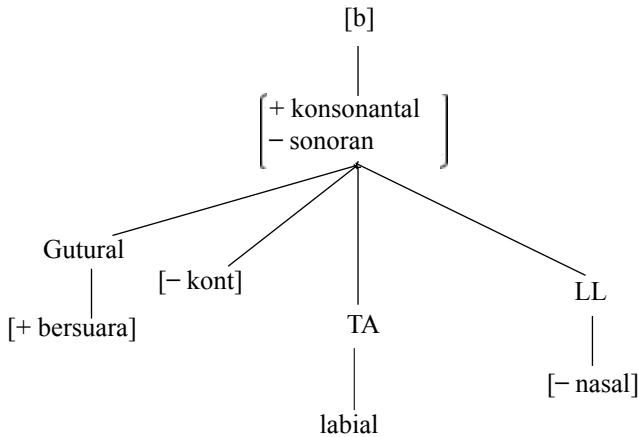 [b]
+ konsonantal
− sonoran
Gutural
[− kont]
LL
[+ bersuara]
TA
[− nasal]
labial